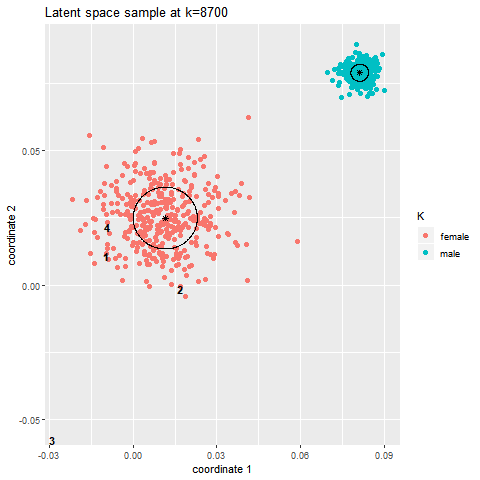 Latent space sample at k=8700
coordinate 2
0.05
0.00
-0.05
4
1
2
3
-0.03
0.00
0.03
0.06
0.09
coordinate 1
K
female
male